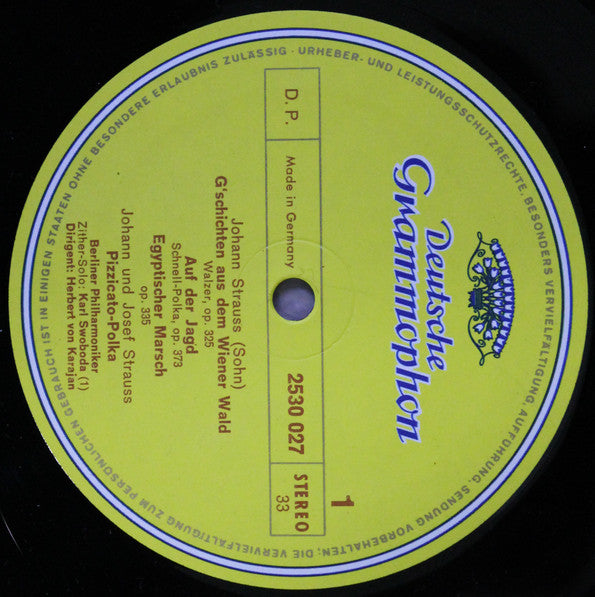 Deutsche
Grammophon
1
D. P.
Made in Germany
2530 027
STEREO
33
Johann Strauss (Sohn)
G'schichten aus dem Wiener Wald
Walzer, op. 325
Auf der Jagd
Schnell-Polka, op. 373
Egyptischer Marsch
op. 335
Johann und Josef Strauss
Pizzicato-Polka
Berliner Philharmoniker
Zither-Solo: Karl Swoboda (1)
Dirigent: Herbert von Karajan
URHEBER- UND LEISTUNGSSCHUTZRECHTE, BESONDERS VERVIELFÄLTIGUNG, AUFFÜHRUNG, SENDUNG VORBEHALTEN; DIE VERVIELFÄLTIGUNG ZUM PERSÖNLICHEN GEBRAUCH IST IN EINIGEN STAATEN OHNE BESONDERE ERLAUBNIS ZULÄSSIG ·